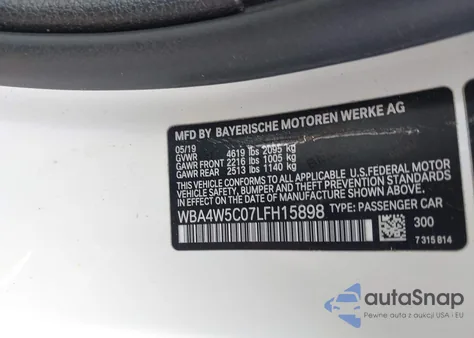 MFD BY BAYERISCHE MOTOREN WERKE AG
05/19
GVWR 4619 lbs 2095 kg
GAWR FRONT 2216 lbs 1005 kg
GAWR REAR 2513 lbs 1140 kg
THIS VEHICLE CONFORMS TO ALL APPLICABLE U.S. FEDERAL MOTOR
VEHICLE SAFETY, BUMPER, AND THEFT PREVENTION STANDARDS IN
EFFECT ON THE DATE OF MANUFACTURE SHOWN ABOVE.
WBA4W5C07LFH15898 TYPE: PASSENGER CAR
300
7 315 814
autoSnap
Pewne auta z aukcji USA i EU